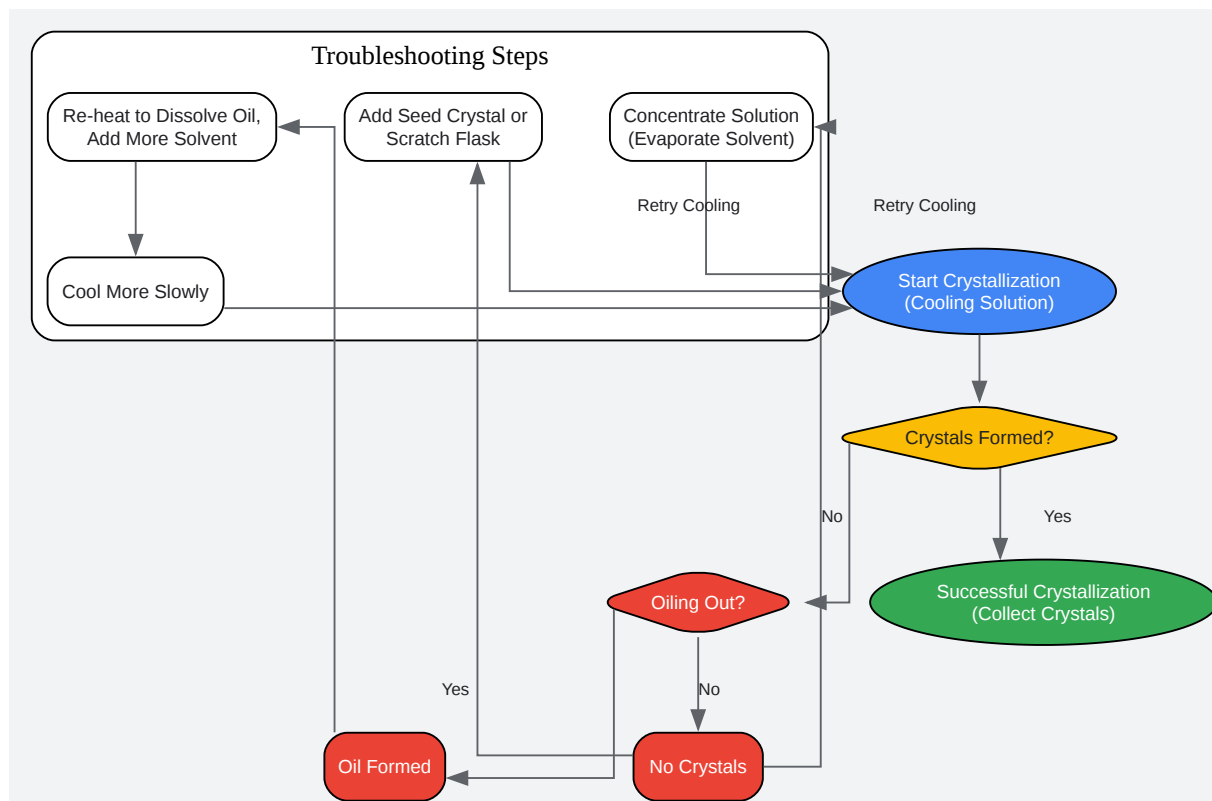 Troubleshooting Steps
Re-heat to Dissolve Oil,
Add More Solvent
Add Seed Crystal or
Scratch Flask
Concentrate Solution
(Evaporate Solvent)
Retry Cooling
Retry Cooling
Cool More Slowly
Start Crystallization
(Cooling Solution)
Crystals Formed?
No
Yes
Oiling Out?
Successful Crystallization
(Collect Crystals)
Yes
No
Oil Formed
No Crystals